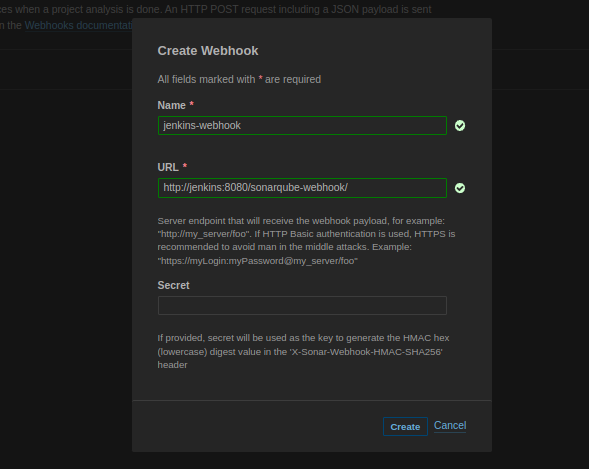 ces when a project analysis is done. An HTTP POST request including a JSON payload is sent
n the Webhooks documentat
Create Webhook
All fields marked with * are required
Name *
jenkins-webhook
URL *
http://jenkins:8080/sonarqube-webhook/
Server endpoint that will receive the webhook payload, for example:
"http://my_server/foo". If HTTP Basic authentication is used, HTTPS is
recommended to avoid man in the middle attacks. Example:
"https://myLogin:myPassword@my_server/foo"
Secret
If provided, secret will be used as the key to generate the HMAC hex
(lowercase) digest value in the 'X-Sonar-Webhook-HMAC-SHA256'
header
Create Cancel